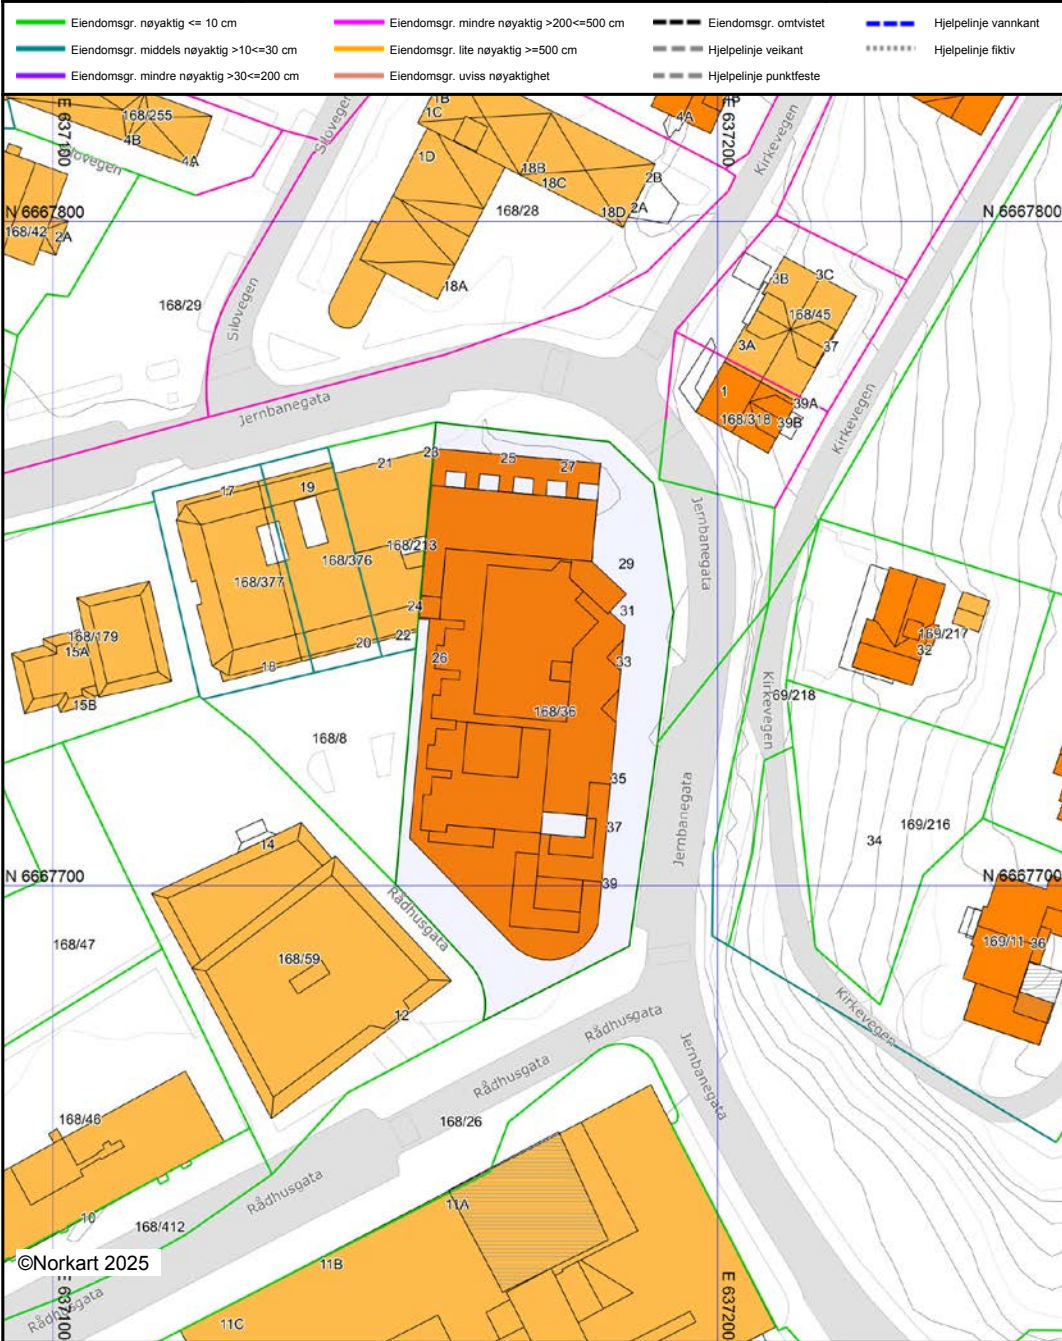 Eiendomsgr. nøyaktig <= 10 cm
Eiendomsgr. mindre nøyaktig >200<=500 cm
Eiendomsgr. omtvistet
Hjelpelinje vannkant
Eiendomsgr. middels nøyaktig >10<=30 cm
Eiendomsgr. lite nøyaktig >=500 cm
Hjelpelinje veikant
Hjelpelinje fiktiv
Eiendomsgr. mindre nøyaktig >30<=200 cm
Eiendomsgr. uviss nøyaktighet
Hjelpelinje punktfeste
E 637100
168/255
4B
4A
Silovegen
1B
1C
1D
18B
18C
18D
2A
2B
4A
E 637200
Kirkevegen
N 6667800
168/42
2A
168/28
N 6667800
18A
168/29
Silovegen
3B
3C
168/45
3A
37
1
39A
168/318
39B
Kirkevegen
Jernbanegata
21
23
25
27
17
19
Jernbanegata
168/213
168/376
168/377
29
24
31
22
20
18
26
33
168/179
15A
15B
169/217
32
Kirkevegen
69/218
168/36
168/8
35
37
Jernbanegata
169/216
34
14
39
N 6667700
N 6667700
Rådhusgata
168/47
168/59
12
169/11
36
Kirkevegen
Rådhusgata
Jernbanegata
Rådhusgata
168/46
168/26
Rådhusgata
11A
10
168/412
11B
©Norkart 2025
E 637100
E 637200
Rådhusgata
11C